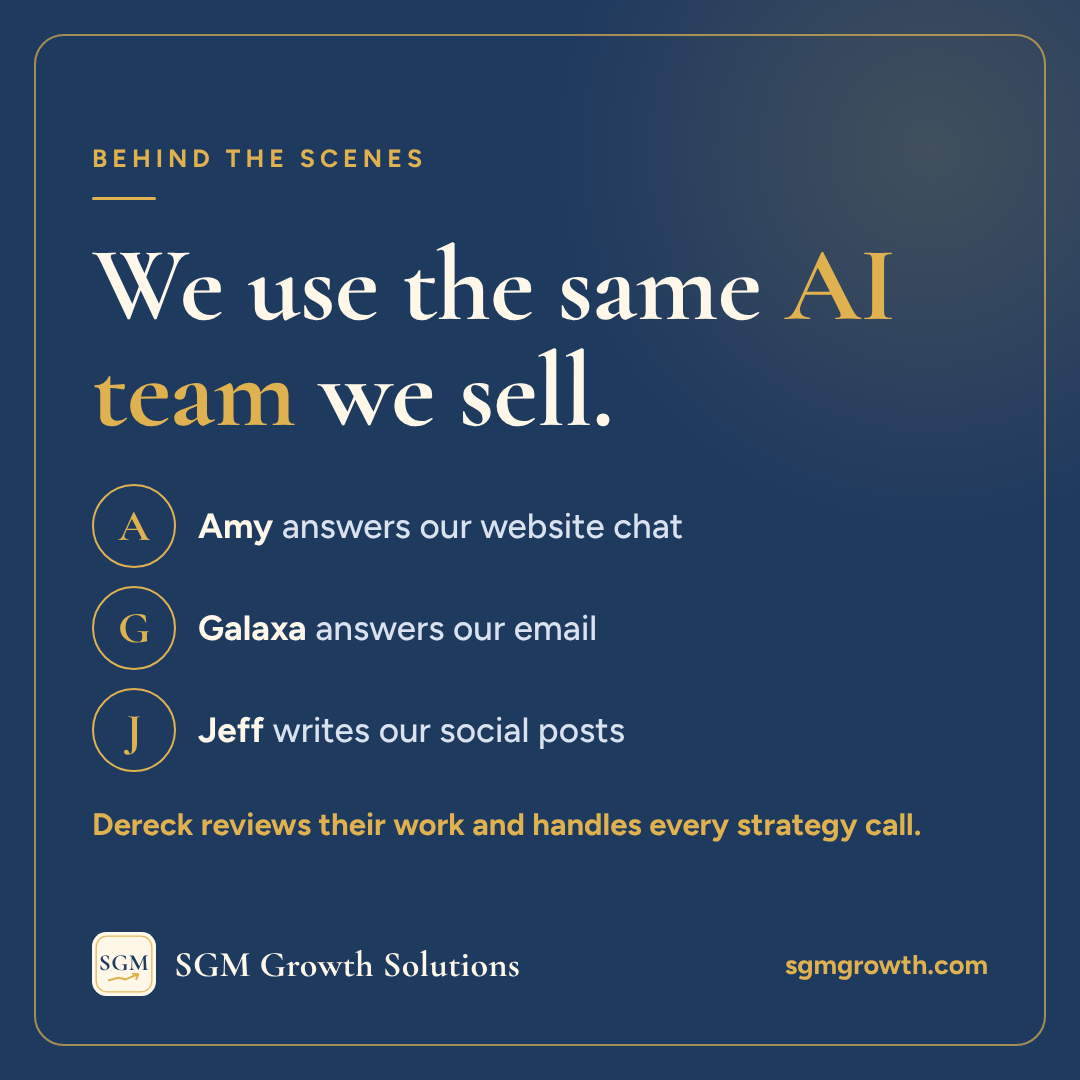 BEHIND THE SCENES
We use the same AI
team we sell.
A
Amy answers our website chat
G
Galaxa answers our email
J
Jeff writes our social posts
Dereck reviews their work and handles every strategy call.
SGM
SGM Growth Solutions
sgmgrowth.com